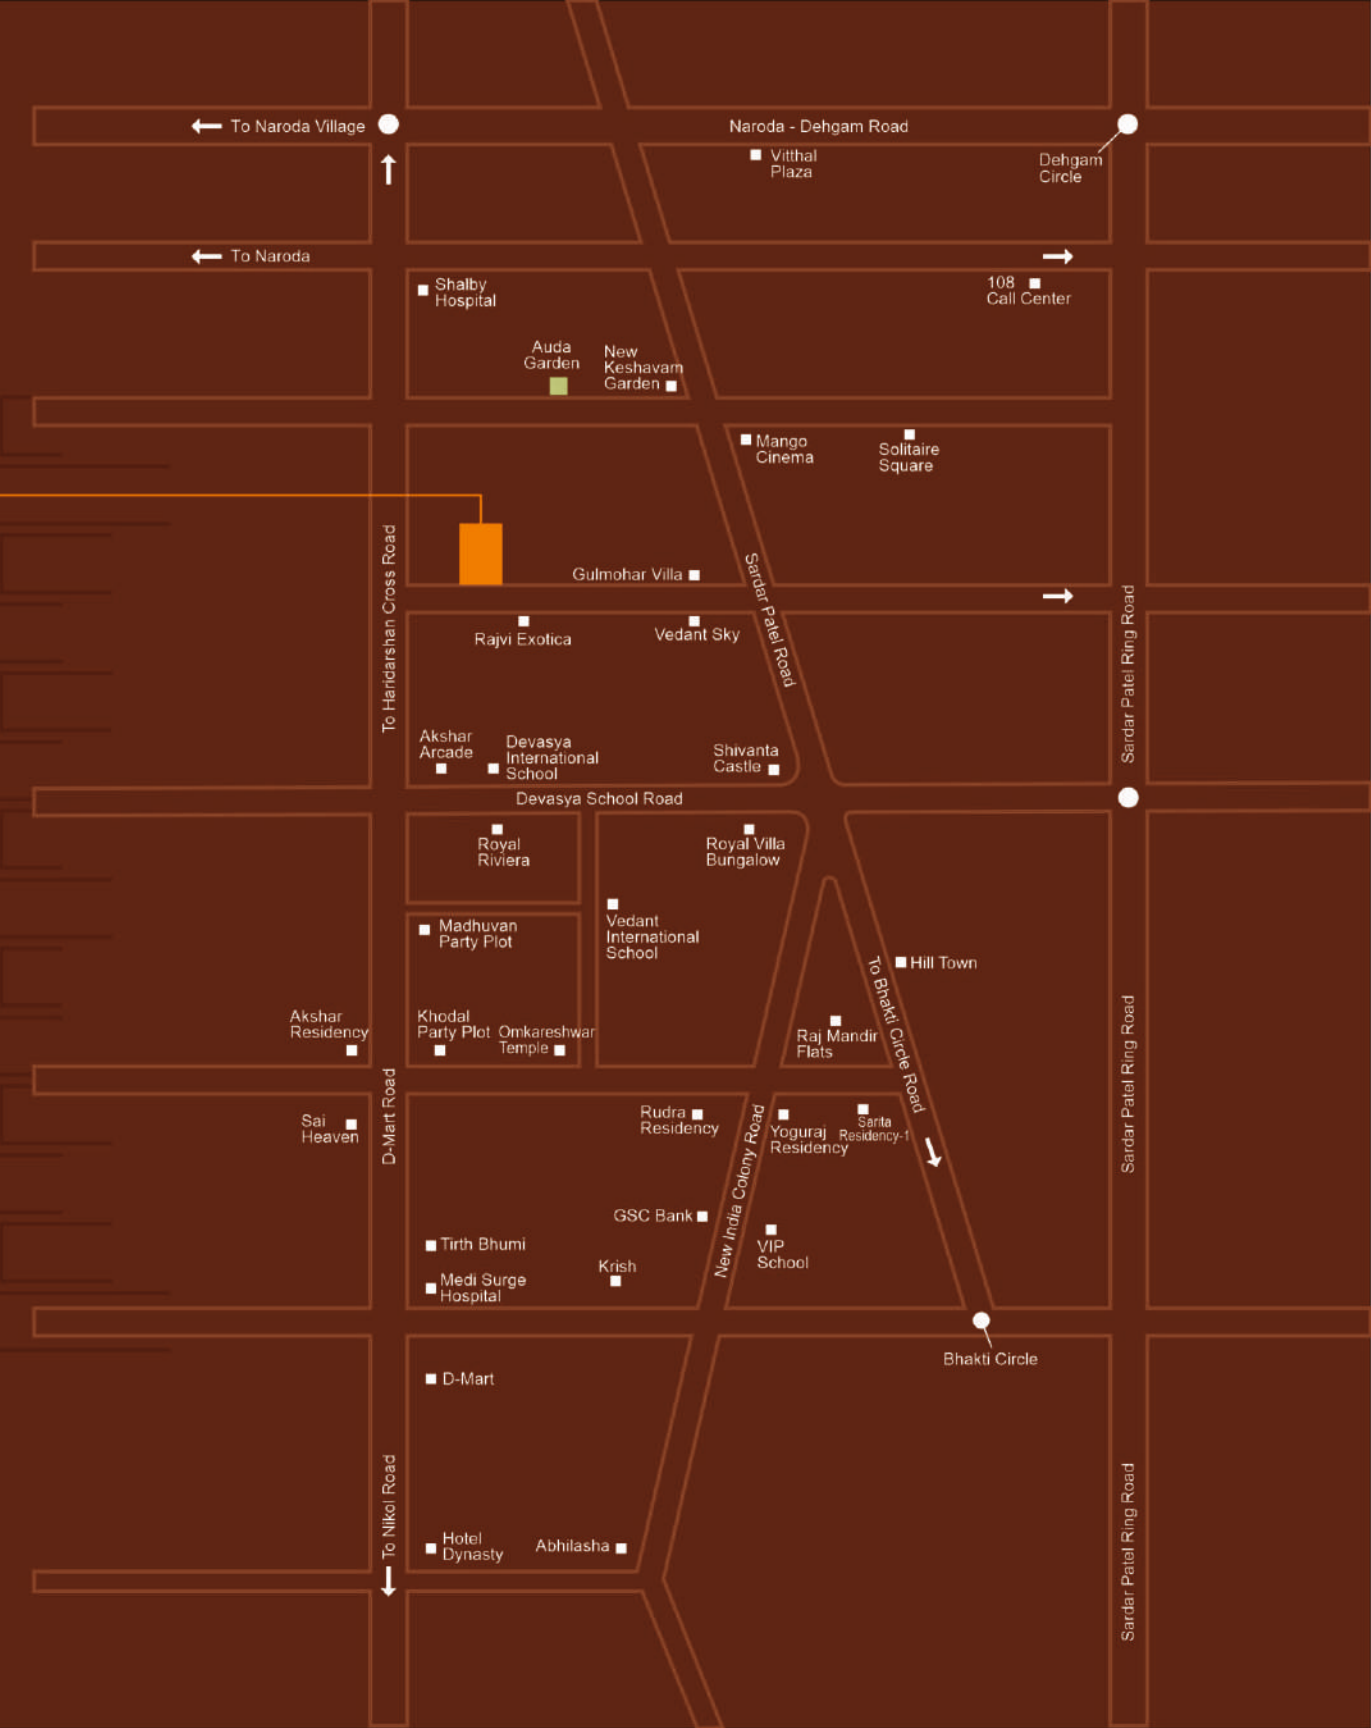 To Naroda Village
Naroda - Dehgam Road
Vitthal
Plaza
Dehgam
Circle
To Naroda
Shalby
Hospital
108
Call Center
Auda
Garden
New
Keshavam
Garden
Mango
Cinema
Solitaire
Square
To Haridarshan Cross Road
Gulmohar Villa
Sardar Patel Road
Sardar Patel Ring Road
Rajvi Exotica
Vedant Sky
Akshar
Arcade
Devasya
International
School
Shivanta
Castle
Devasya School Road
Royal
Riviera
Royal Villa
Bungalow
Madhuvan
Party Plot
Vedant
International
School
Hill Town
To Bhakti Circle Road
Akshar
Residency
Khodal
Party Plot
Omkareshwar
Temple
Raj Mandir
Flats
Sardar Patel Ring Road
D-Mart Road
Sai
Heaven
Rudra
Residency
New India Colony Road
Yoguraj
Residency
Sarita
Residency-1
GSC Bank
VIP
School
Tirth Bhumi
Krish
Medi Surge
Hospital
Bhakti Circle
D-Mart
To Nikol Road
Hotel
Dynasty
Abhilasha
Sardar Patel Ring Road